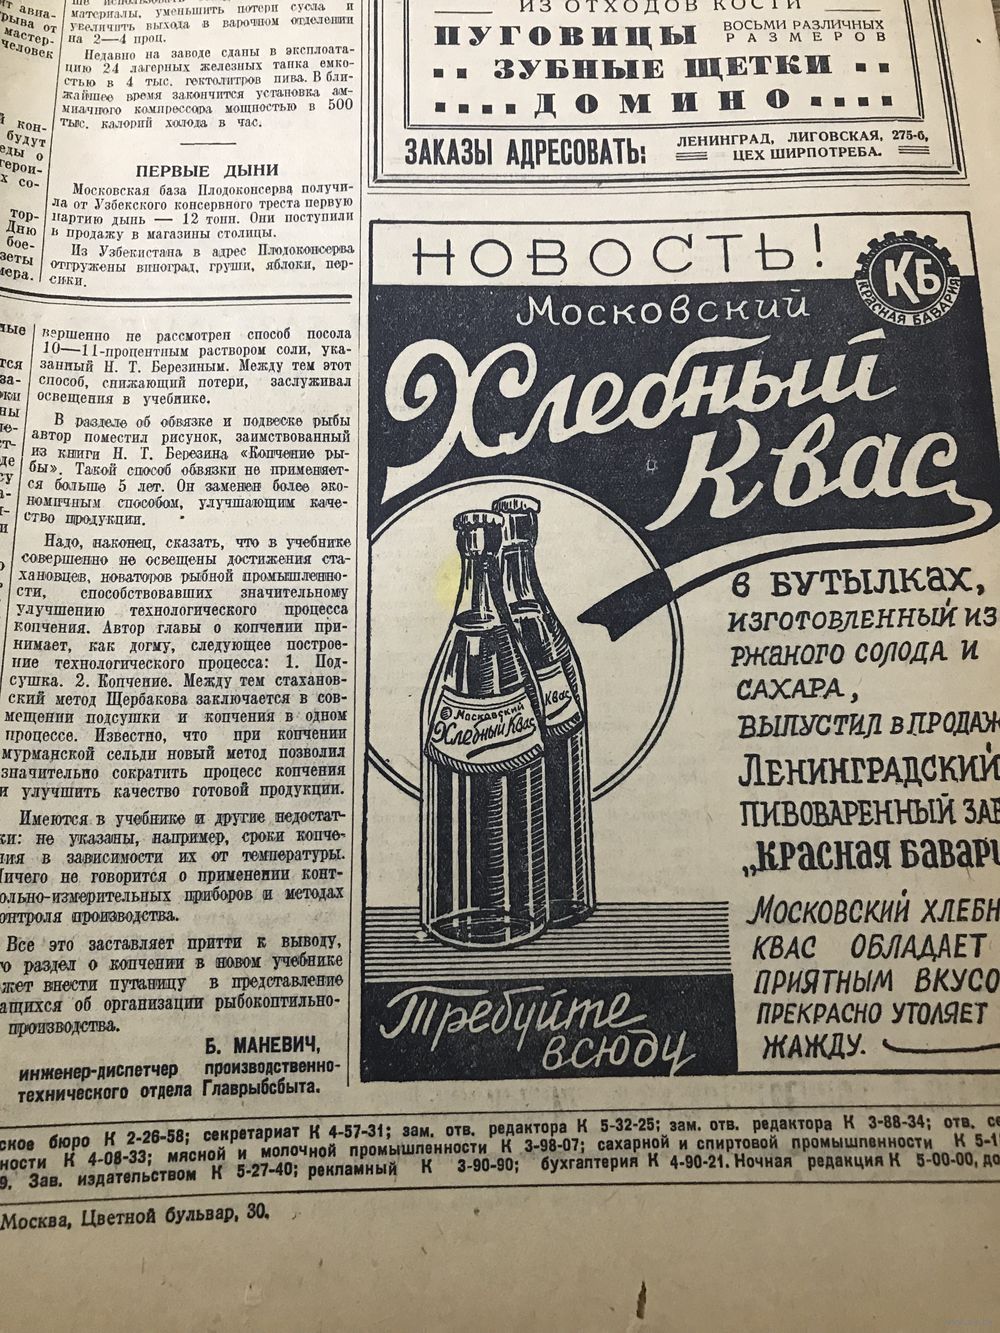 материалы, уменьшить потери сусла и
увеличить выхода в варочном отделении
на 2—4 проц.
Недавно на заводе сданы в эксплоата-
цию 24 лагерных железных танка емко-
стью в 4 тыс. гектолитров пива. В бли-
жайшее время закончится установка ам-
миачного компрессора мощностью в 500
тыс. калорий холода в час.
ПЕРВЫЕ ДЫНИ
Московская база Плодоконсерва получи-
ла от Узбекского консервного треста первую
партию дынь — 12 тонн. Они поступили
в продажу в магазины столицы.
Из Узбекистана в адрес Плодоконсерва
отгружены виноград, груши, яблоки, пер-
сики.
вершенно не рассмотрен способ посола
10—11-процентным раствором соли, ука-
занный Н. Т. Березиным. Между тем этот
способ, снижающий потери, заслуживал
освещения в учебнике.
В разделе об обвязке и подвеске рыбы
автор поместил рисунок, заимствованный
из книги Н. Т. Березина «Копчение ры-
бы». Такой способ обвязки не применяет-
ся больше 5 лет. Он заменен более эко-
номичным способом, улучшающим каче-
ство продукции.
Надо, наконец, сказать, что в учебнике
совершенно не освещены достижения ста-
хановцев, новаторов рыбной промышленно-
сти, способствовавших значительному
улучшению технологического процесса
копчения. Автор главы о копчении при-
нимает, как догму, следующее построе-
ние технологического процесса: 1. Под-
сушка. 2. Копчение. Между тем стаханов-
ский метод Щербакова заключается в сов-
мещении подсушки и копчения в одном
процессе. Известно, что при копчении
мурманской сельди новый метод позволил
значительно сократить процесс копчения
и улучшить качество готовой продукции.
Имеются в учебнике и другие недостат-
ки: не указаны, например, сроки копче-
ния в зависимости их от температуры.
Ничего не говорится о применении конт-
рольно-измерительных приборов и методах
контроля производства.
Все это заставляет притти к выводу,
то раздел о копчении в новом учебнике
жет внести путаницу в представление
ащихся об организации рыбокоптильно-
производства.
Б. МАНЕВИЧ,
инженер-диспетчер производственно-
технического отдела Главрыбсбыта.
ИЗ ОТХОДОВ КОСТИ
ПУГОВИЦЫ ВОСЬМИ РАЗЛИЧНЫХ РАЗМЕРОВ
ЗУБНЫЕ ЩЕТКИ
ДОМИНО
ЗАКАЗЫ АДРЕСОВАТЬ: ЛЕНИНГРАД, ЛИГОВСКАЯ, 275-б,
ЦЕХ ШИРПОТРЕБА.
НОВОСТЬ!
КБ
КРАСНАЯ БАВАРИЯ
Московский
Хлебный
Квас
Московский
Хлебный Квас
Квас
в БУТЫЛКАХ,
ИЗГОТОВЛЕННЫЙ ИЗ
РЖАНОГО СОЛОДА И
САХАРА,
ВЫПУСТИЛ В ПРОДАЖ
ЛЕНИНГРАДСКИЙ
ПИВОВАРЕННЫЙ ЗАВ
„КРАСНАЯ БАВАРИ
МОСКОВСКИЙ ХЛЕБН
КВАС ОБЛАДАЕТ
ПРИЯТНЫМ ВКУСО
ПРЕКРАСНО УТОЛЯЕТ
ЖАЖДУ.
Требуйте
всюду
ское бюро К 2-26-58; секретариат К 4-57-31; зам. отв. редактора К 5-32-25; зам. отв. редактора К 3-88-34; отв. се
ности К 4-08-33; мясной и молочной промышленности К 3-98-07; сахарной и спиртовой промышленности К 5-1
9. Зав. издательством К 5-27-40; рекламный К 3-90-90; бухгалтерия К 4-90-21. Ночная редакция К 5-00-00, до
Москва, Цветной бульвар, 30.